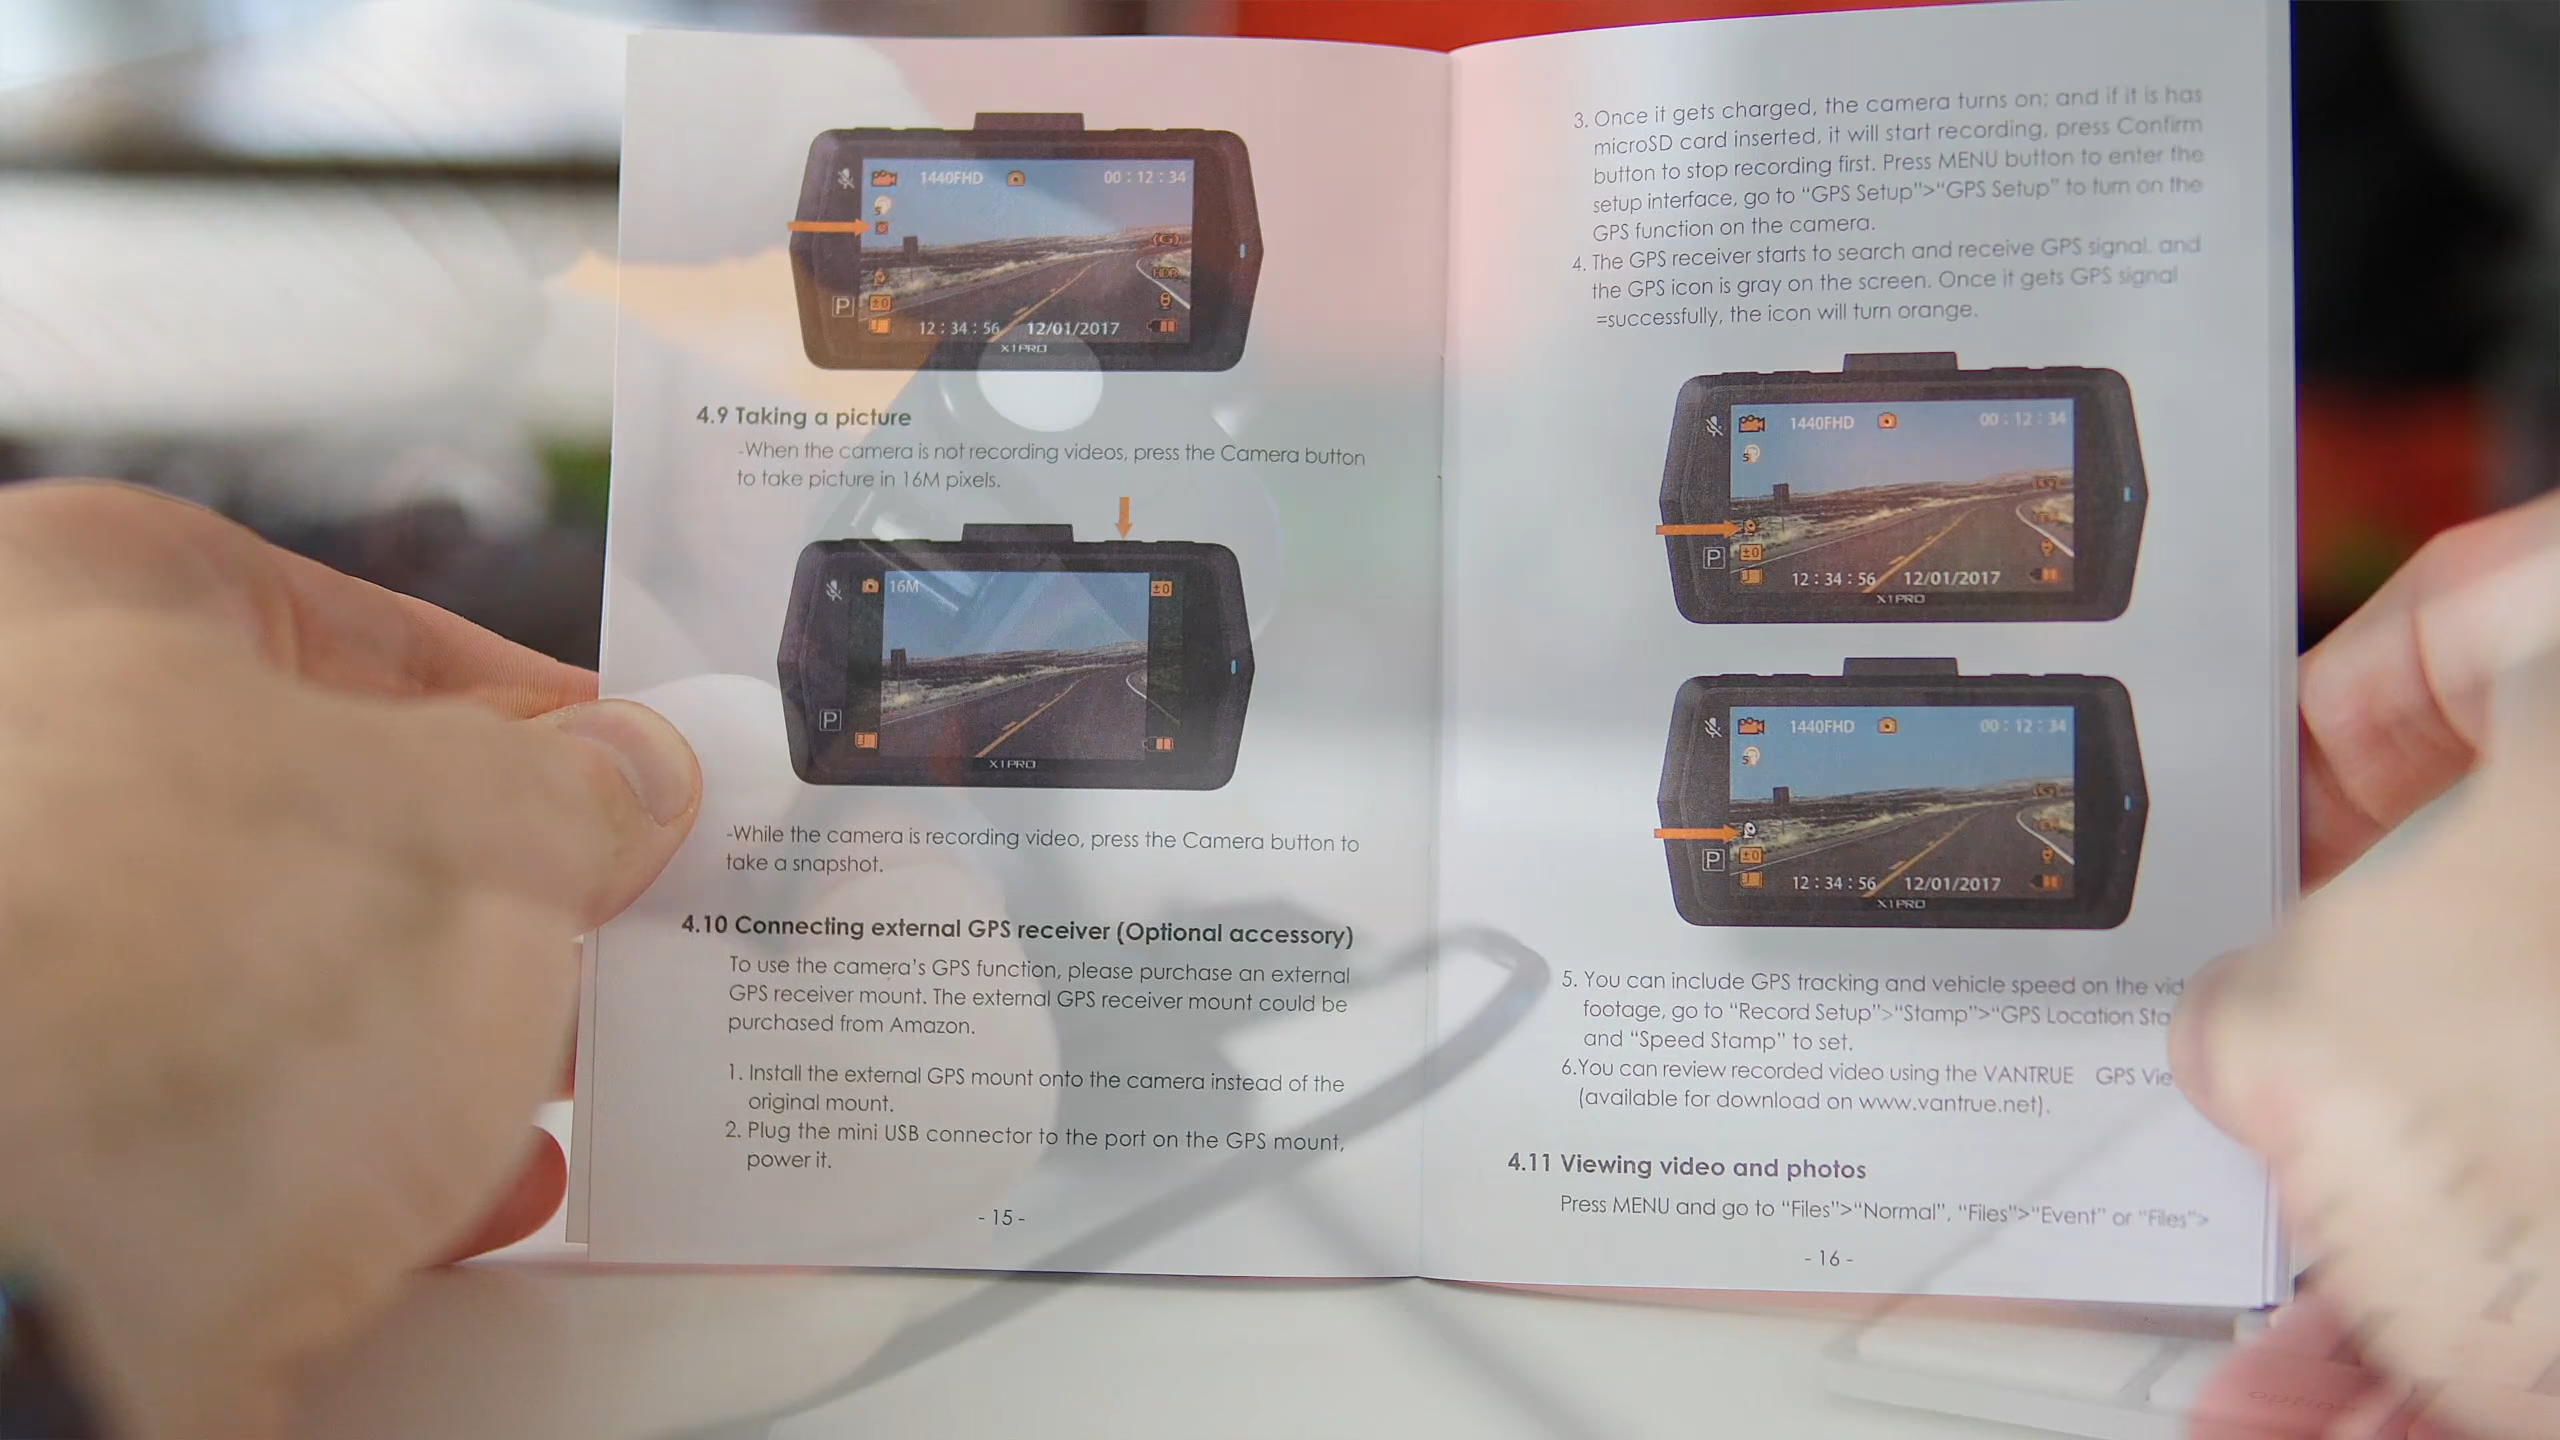 1440FHD 00:12:34
5
P ±0
12:34:56 12/01/2017
X1PRO
4.9 Taking a picture
-When the camera is not recording videos, press the Camera button
to take picture in 16M pixels.
16M ±0
P
X1PRO
-While the camera is recording video, press the Camera button to
take a snapshot.
4.10 Connecting external GPS receiver (Optional accessory)
To use the camera's GPS function, please purchase an external
GPS receiver mount. The external GPS receiver mount could be
purchased from Amazon.
1. Install the external GPS mount onto the camera instead of the
original mount.
2. Plug the mini USB connector to the port on the GPS mount,
power it.
- 15 -
3. Once it gets charged, the camera turns on; and if it is has
microSD card inserted, it will start recording, press Confirm
button to stop recording first. Press MENU button to enter the
setup interface, go to “GPS Setup”>“GPS Setup” to turn on the
GPS function on the camera.
4. The GPS receiver starts to search and receive GPS signal, and
the GPS icon is gray on the screen. Once it gets GPS signal
=successfully, the icon will turn orange.
1440FHD 00:12:34
5
P ±0
12:34:56 12/01/2017
X1PRO
1440FHD 00:12:34
5
P ±0
12:34:56 12/01/2017
X1PRO
5. You can include GPS tracking and vehicle speed on the vid
footage, go to “Record Setup”>“Stamp”>“GPS Location Sta
and “Speed Stamp” to set.
6.You can review recorded video using the VANTRUE GPS Vie
(available for download on www.vantrue.net).
4.11 Viewing video and photos
Press MENU and go to “Files”>“Normal”, “Files”>“Event” or “Files”>
- 16 -
option